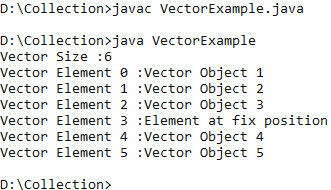 D:\Collection>javac VectorExample.java
D:\Collection>java VectorExample
Vector Size :6
Vector Element 0 :Vector Object 1
Vector Element 1 :Vector Object 2
Vector Element 2 :Vector Object 3
Vector Element 3 :Element at fix position
Vector Element 4 :Vector Object 4
Vector Element 5 :Vector Object 5
D:\Collection>